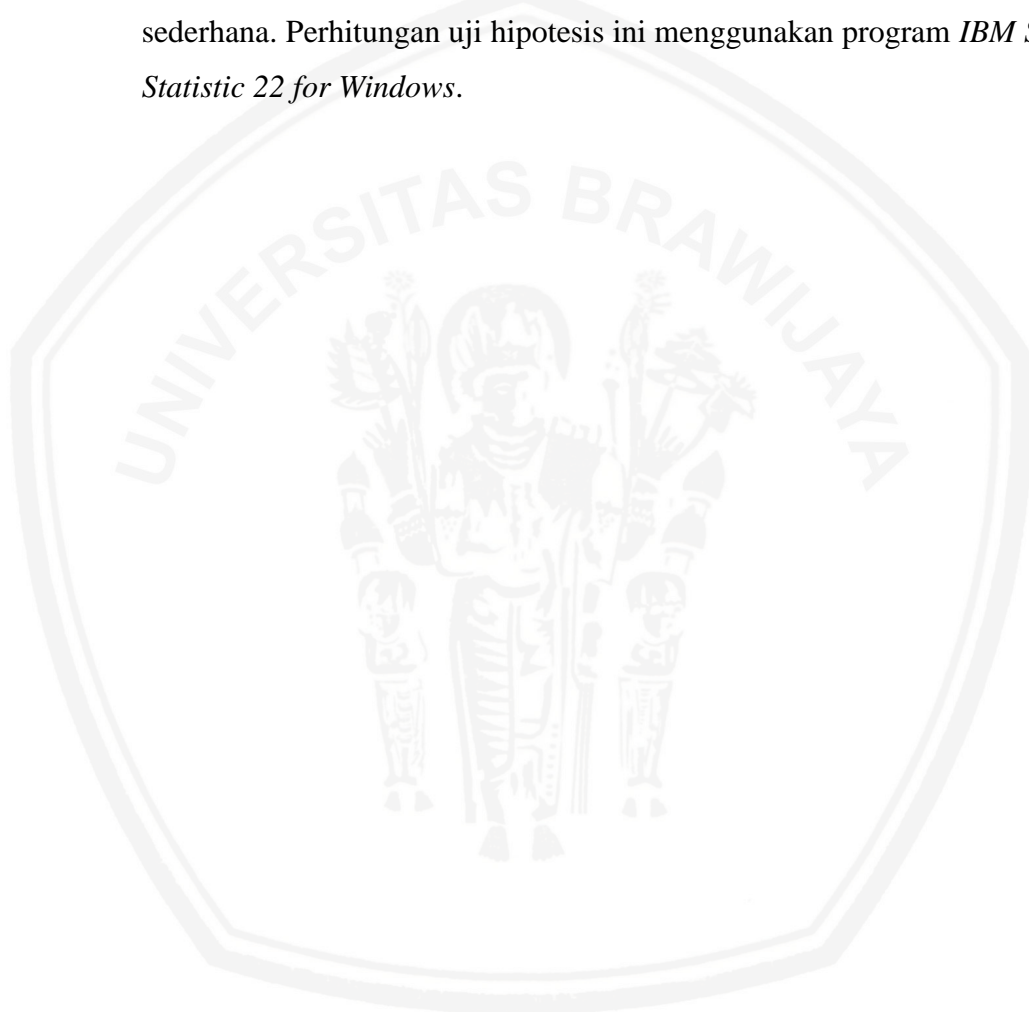 sederhana. Perhitungan uji hipotesis ini menggunakan program IBM
Statistic 22 for Windows.
UNIVERSITAS BRAWIJAYA